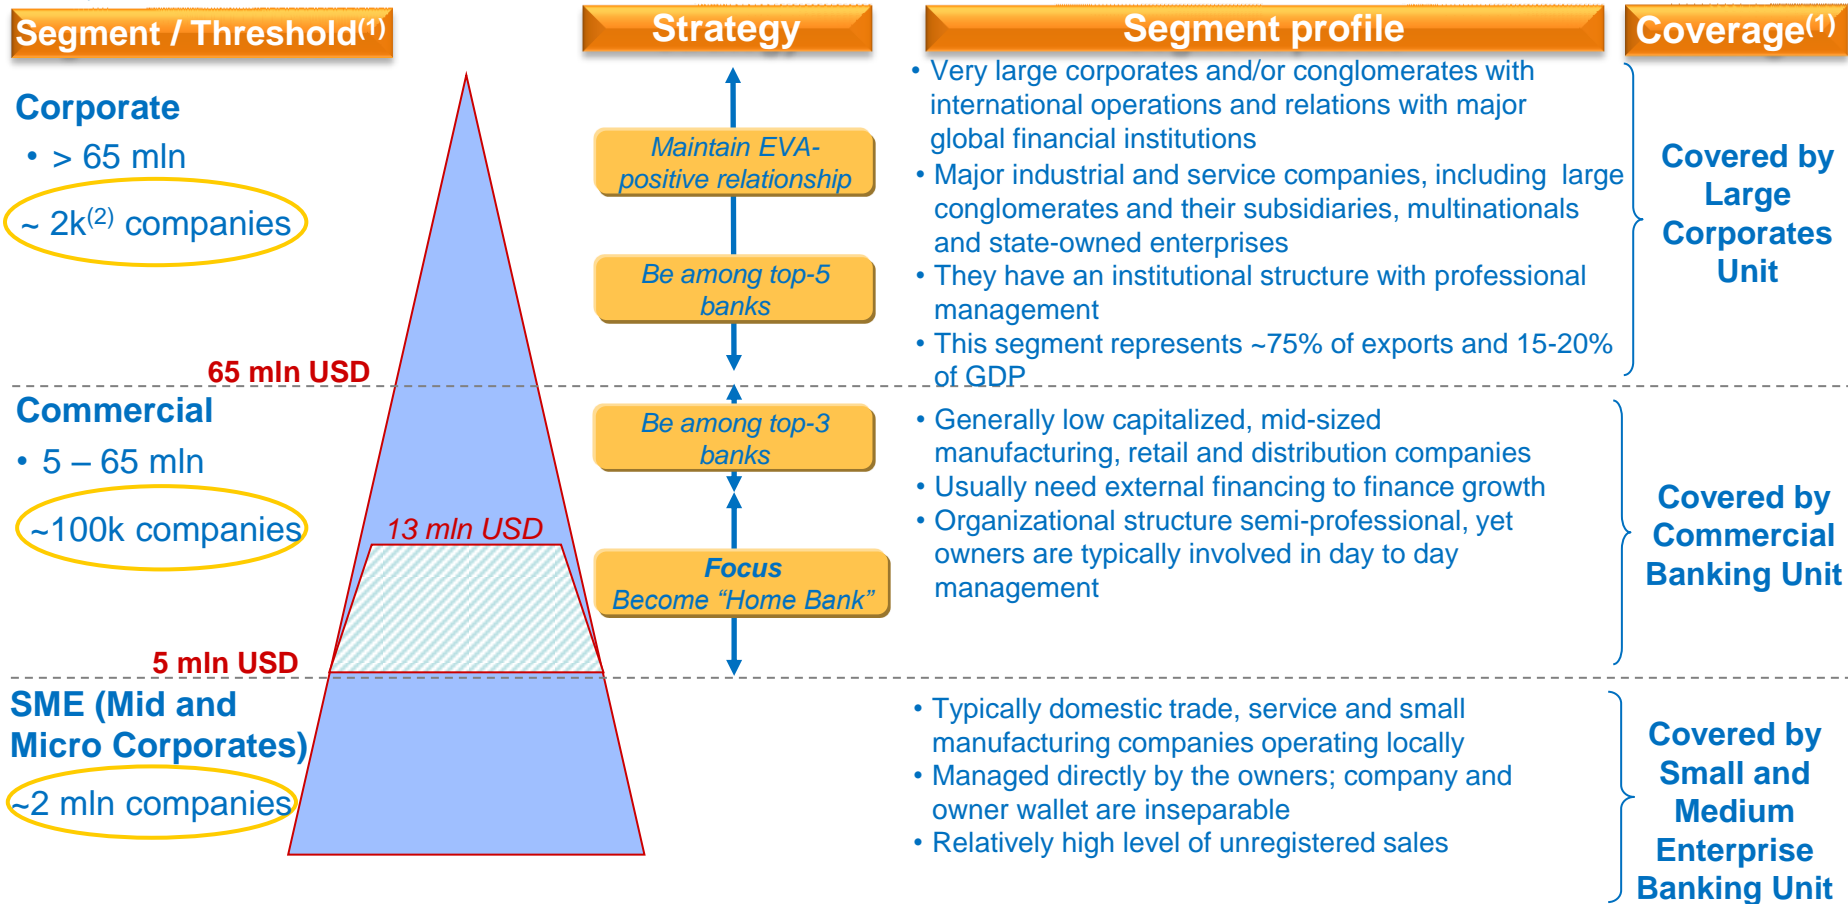 Segment / Threshold(1)
Strategy
Segment profile
Coverage(1)
Corporate
• > 65 mln
~ 2k(2) companies
65 mln USD
Maintain EVA-
positive relationship
Be among top-5
banks
• Very large corporates and/or conglomerates with
international operations and relations with major
global financial institutions
• Major industrial and service companies, including large
conglomerates and their subsidiaries, multinationals
and state-owned enterprises
• They have an institutional structure with professional
management
• This segment represents ~75% of exports and 15-20%
of GDP
Covered by
Large
Corporates
Unit
Commercial
• 5 – 65 mln
~100k companies
13 mln USD
5 mln USD
Be among top-3
banks
Focus
Become “Home Bank”
• Generally low capitalized, mid-sized
manufacturing, retail and distribution companies
• Usually need external financing to finance growth
• Organizational structure semi-professional, yet
owners are typically involved in day to day
management
Covered by
Commercial
Banking Unit
SME (Mid and
Micro Corporates)
~2 mln companies
• Typically domestic trade, service and small
manufacturing companies operating locally
• Managed directly by the owners; company and
owner wallet are inseparable
• Relatively high level of unregistered sales
Covered by
Small and
Medium
Enterprise
Banking Unit